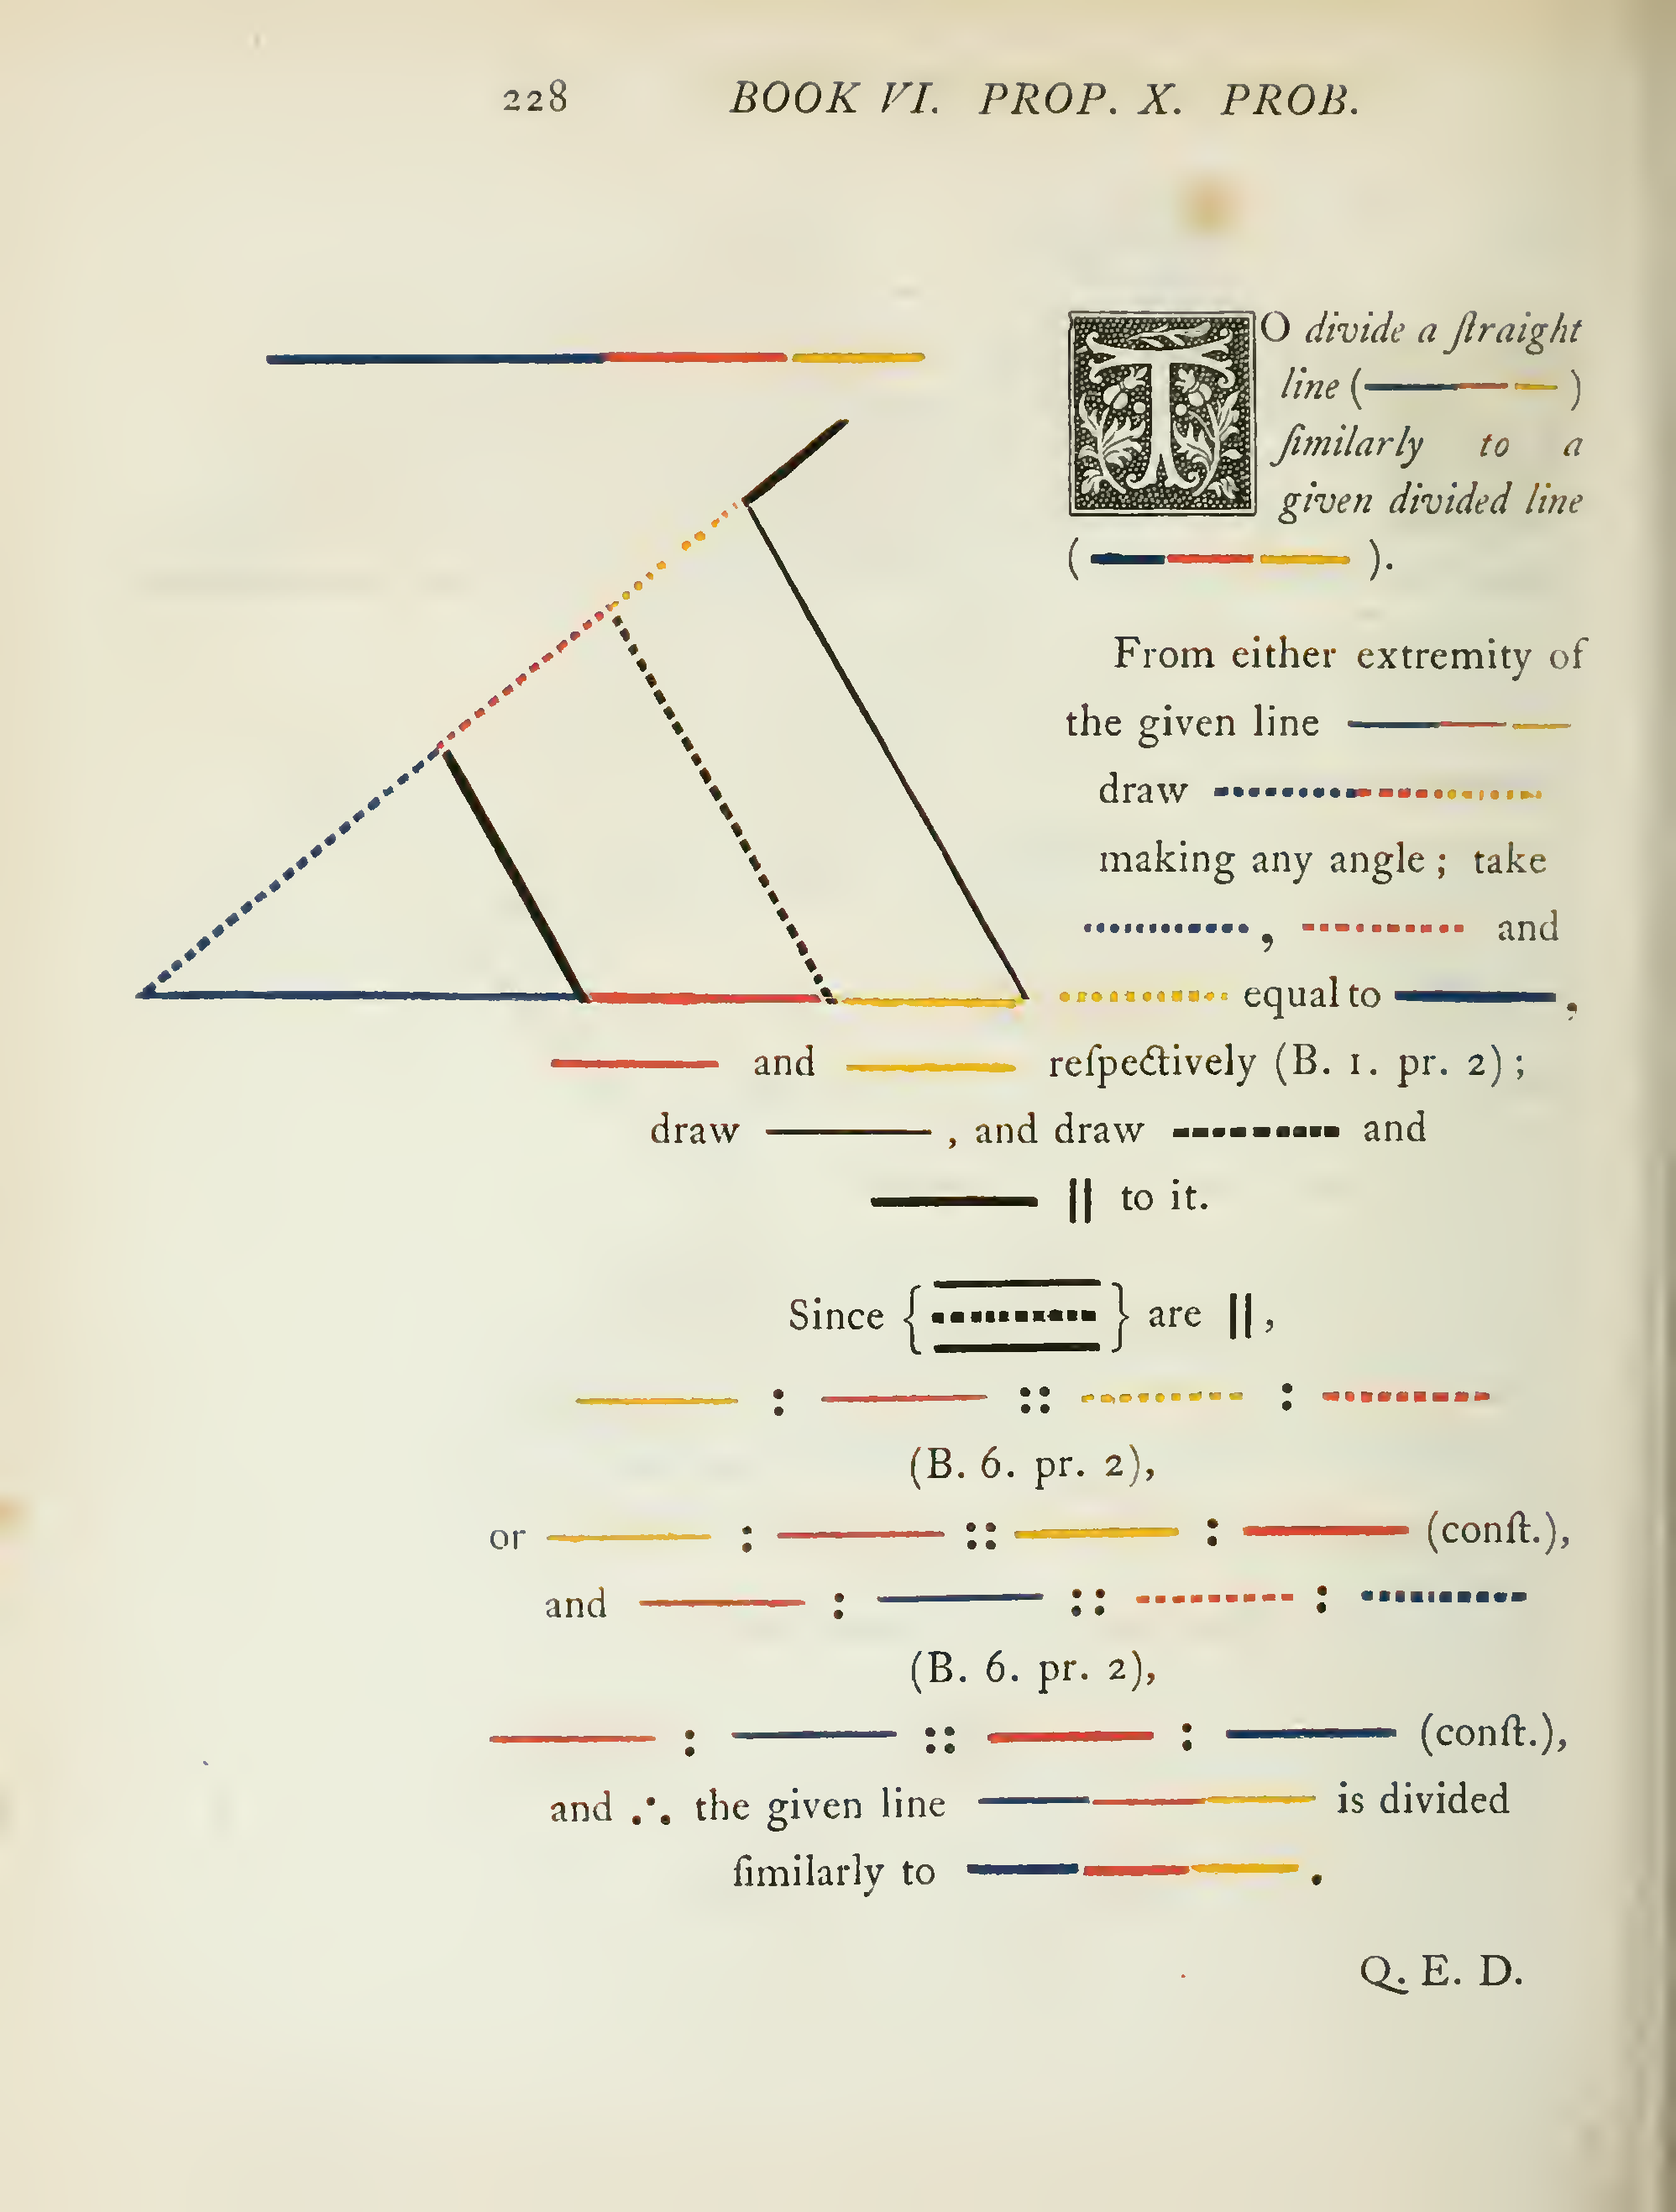 228 BOOK VI. PROP. X. PROB.
TO divide a ſtraight
line ( )
ſimilarly to a
given divided line
( ).
From either extremity of
the given line
draw
making any angle ; take
, and
equal to ,
and reſpectively (B. 1. pr. 2) ;
draw , and draw and
|| to it.
Since { } are || ,
: :: :
(B. 6. pr. 2),
or : :: : (conſt.),
and : :: :
(B. 6. pr. 2),
: :: : (conſt.),
and ∴ the given line is divided
ſimilarly to .
Q. E. D.